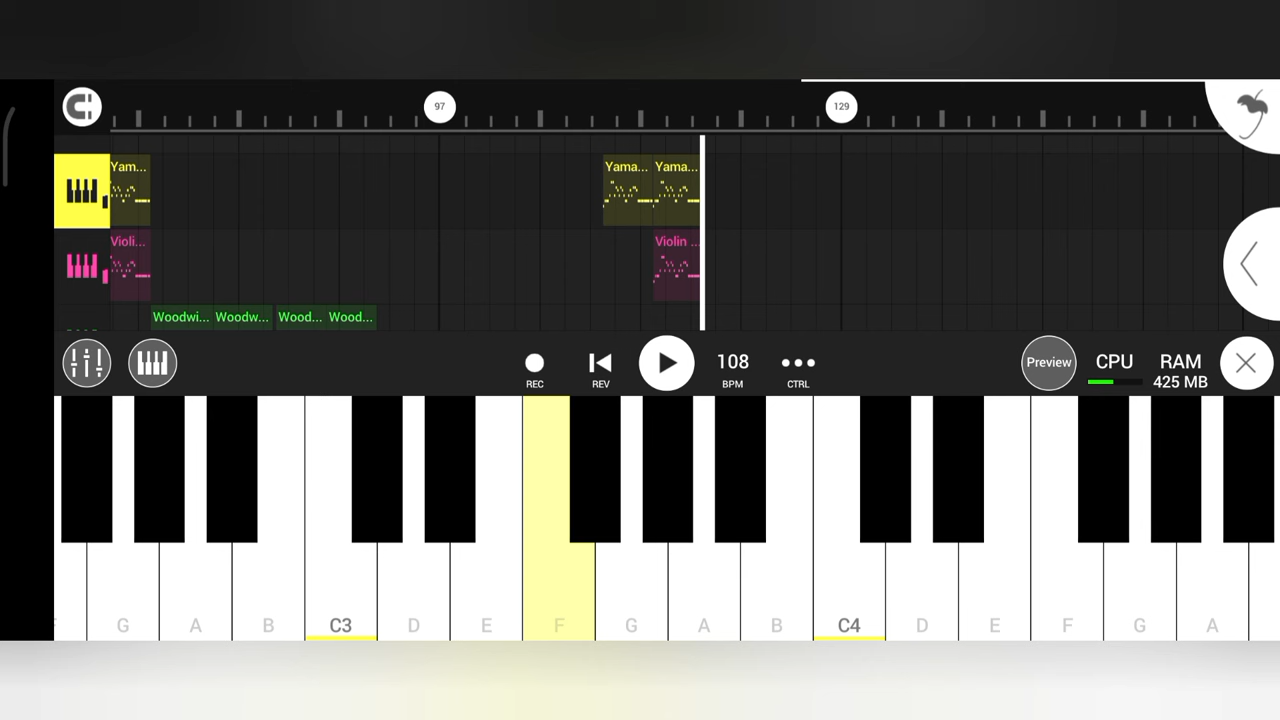 97
129
Yam...
Yama...
Yama...
Violi...
Violin ...
Woodwi...
Woodw...
Wood...
Wood...
REC
REV
108
BPM
CTRL
Preview
CPU
RAM
425 MB
G
A
B
C3
D
E
F
G
A
B
C4
D
E
F
G
A